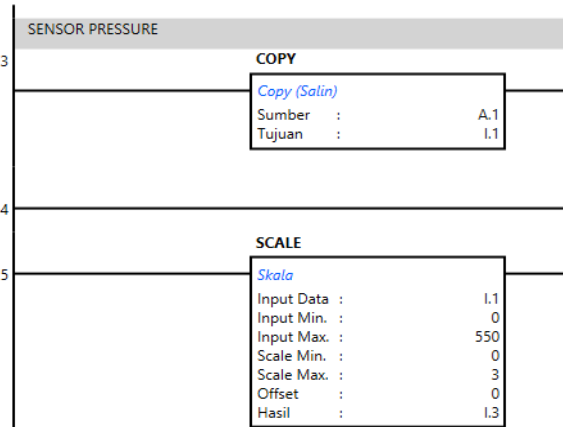 SENSOR PRESSURE
3
COPY
Copy (Salin)
Sumber : A.1
Tujuan : I.1
4
SCALE
5
Skala
Input Data : I.1
Input Min. : 0
Input Max. : 550
Scale Min. : 0
Scale Max. : 3
Offset : 0
Hasil : I.3